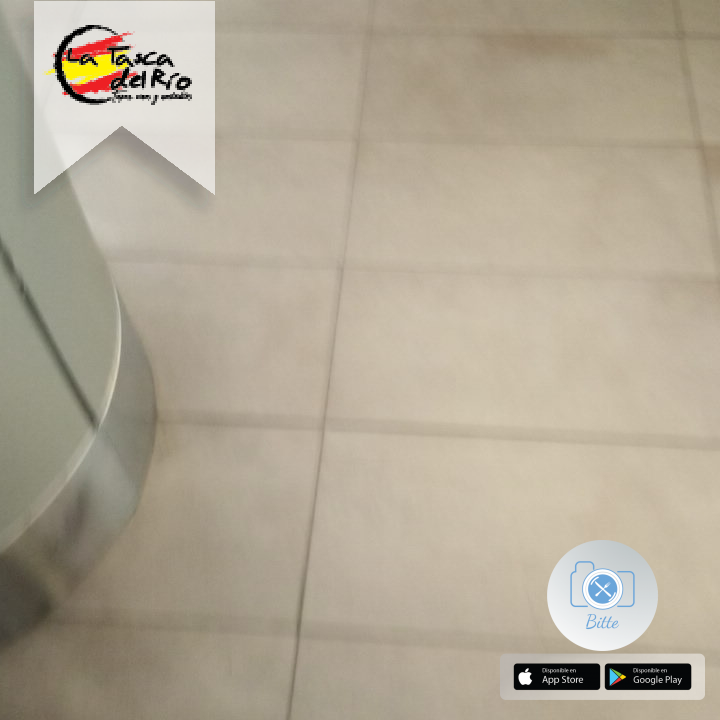 La Tasca
del Río
Tapas, vinos y embutidos
Bitte
Disponible en
App Store
Disponible en
Google Play